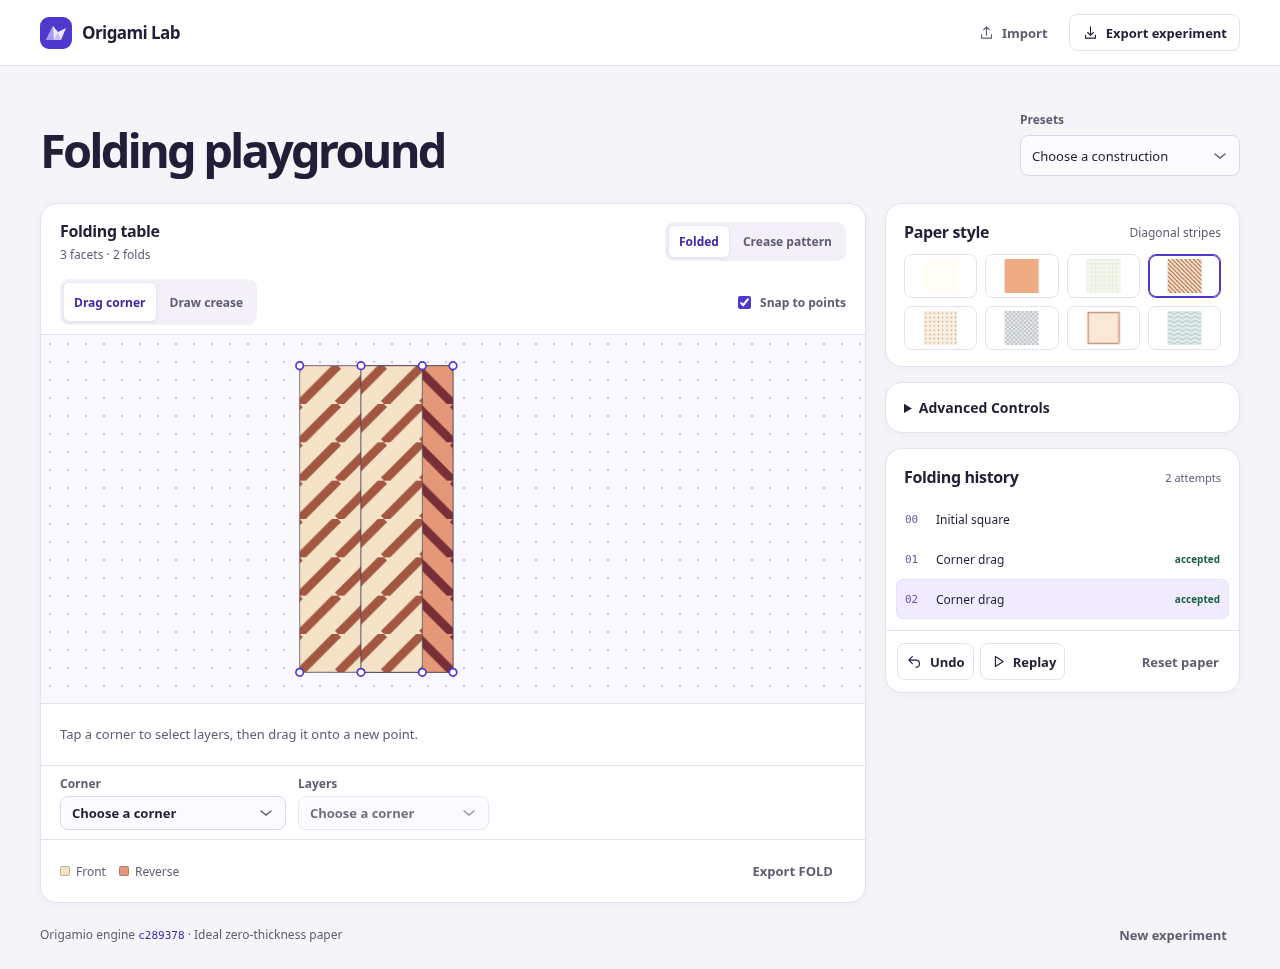 Origami Lab
Import
Export experiment
Folding playground
Presets
Choose a construction
Folding table
3 facets · 2 folds
Folded
Crease pattern
Drag corner
Draw crease
Snap to points
Tap a corner to select layers, then drag it onto a new point.
Corner
Layers
Choose a corner
Choose a corner
Front
Reverse
Export FOLD
Paper style
Diagonal stripes
Advanced Controls
Folding history
2 attempts
00 Initial square
01 Corner drag accepted
02 Corner drag accepted
Undo
Replay
Reset paper
Origamio engine c289378 · Ideal zero-thickness paper
New experiment